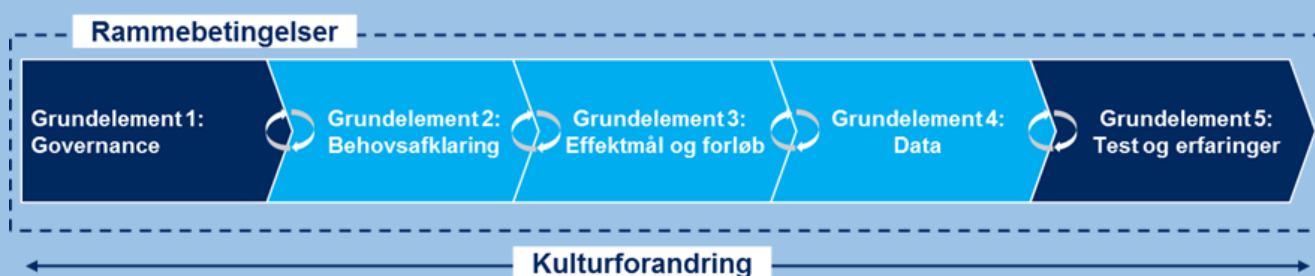 Rammebetingelser
Grundelement 1:
Governance
Grundelement 2:
Behovsafklaring
Grundelement 3:
Effektmål og forløb
Grundelement 4:
Data
Grundelement 5:
Test og erfaringer
Kulturforandring